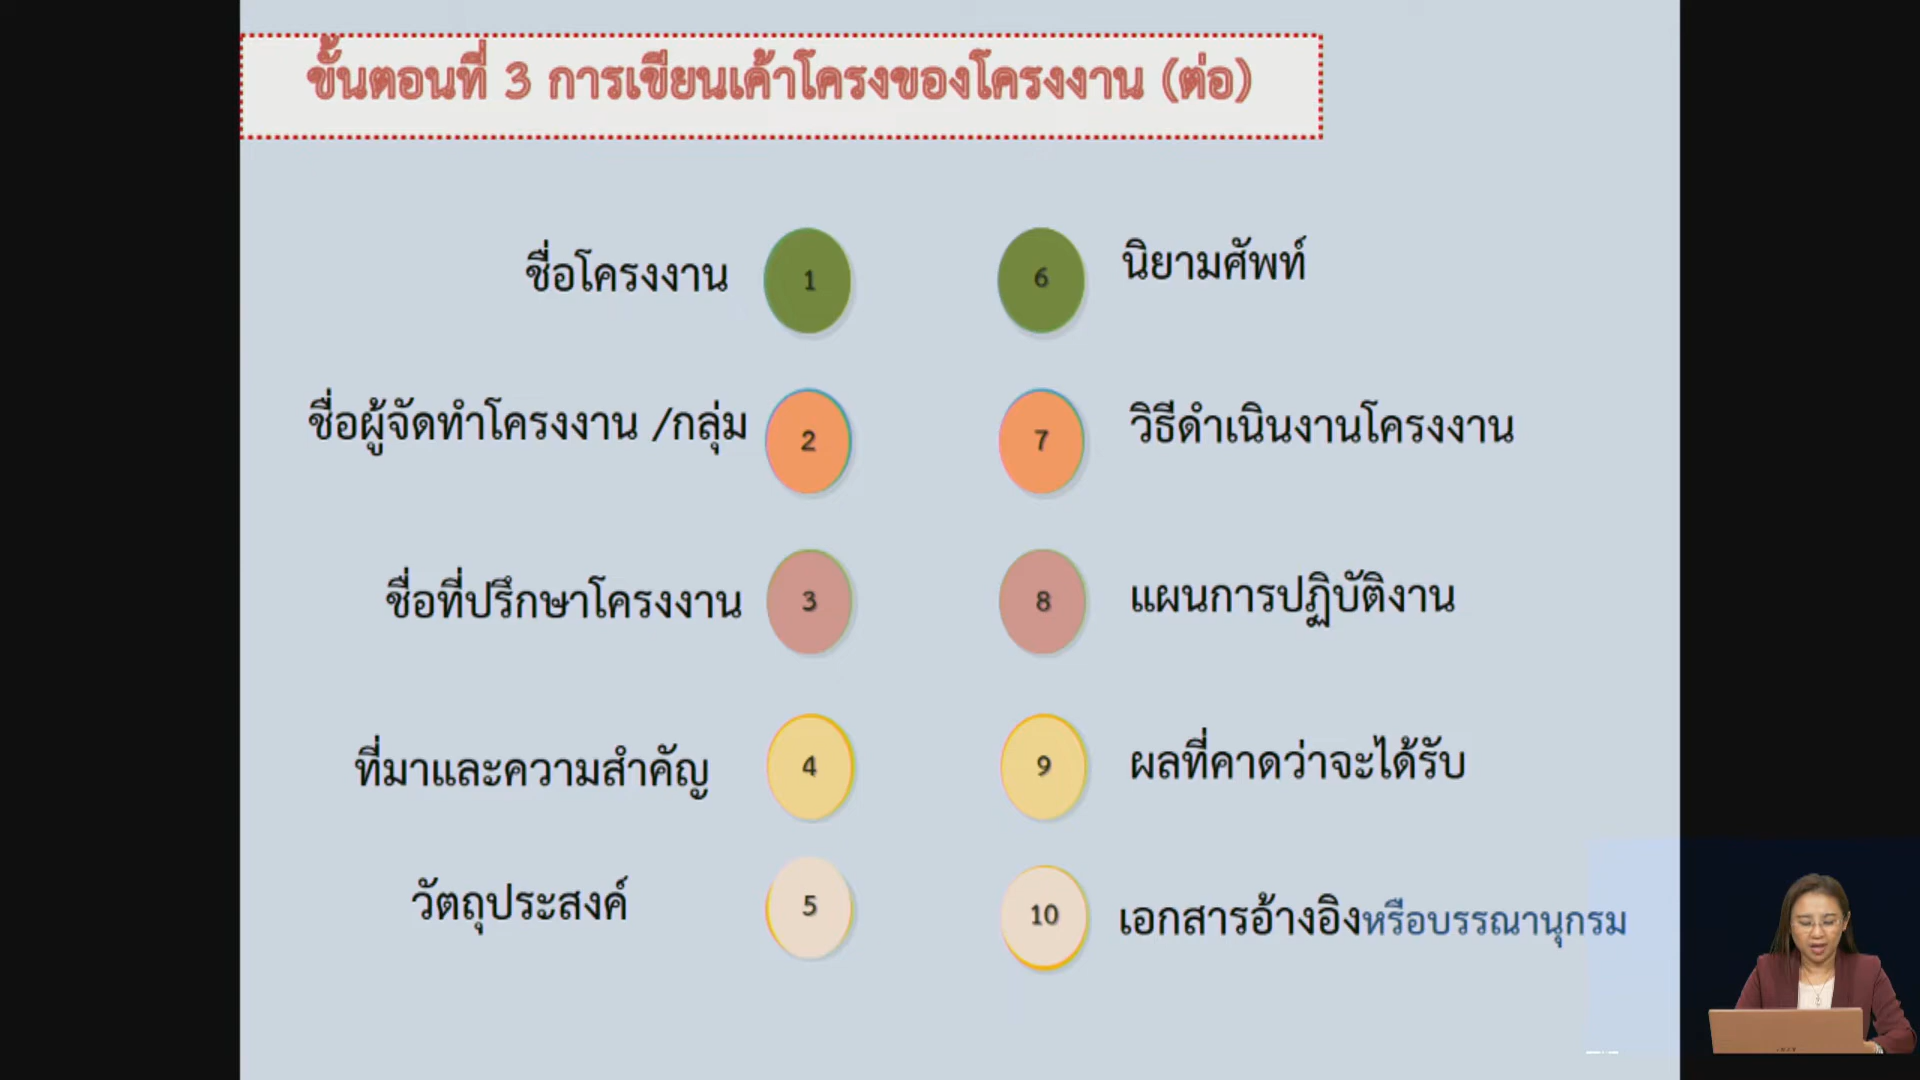 ขั้นตอนที่ 3 การเขียนเค้าโครงของโครงงาน (ต่อ)
ชื่อโครงงาน 1
ชื่อผู้จัดทำโครงงาน /กลุ่ม 2
ชื่อที่ปรึกษาโครงงาน 3
ที่มาและความสำคัญ 4
วัตถุประสงค์ 5
6 นิยามศัพท์
7 วิธีดำเนินงานโครงงาน
8 แผนการปฏิบัติงาน
9 ผลที่คาดว่าจะได้รับ
10 เอกสารอ้างอิงหรือบรรณานุกรม